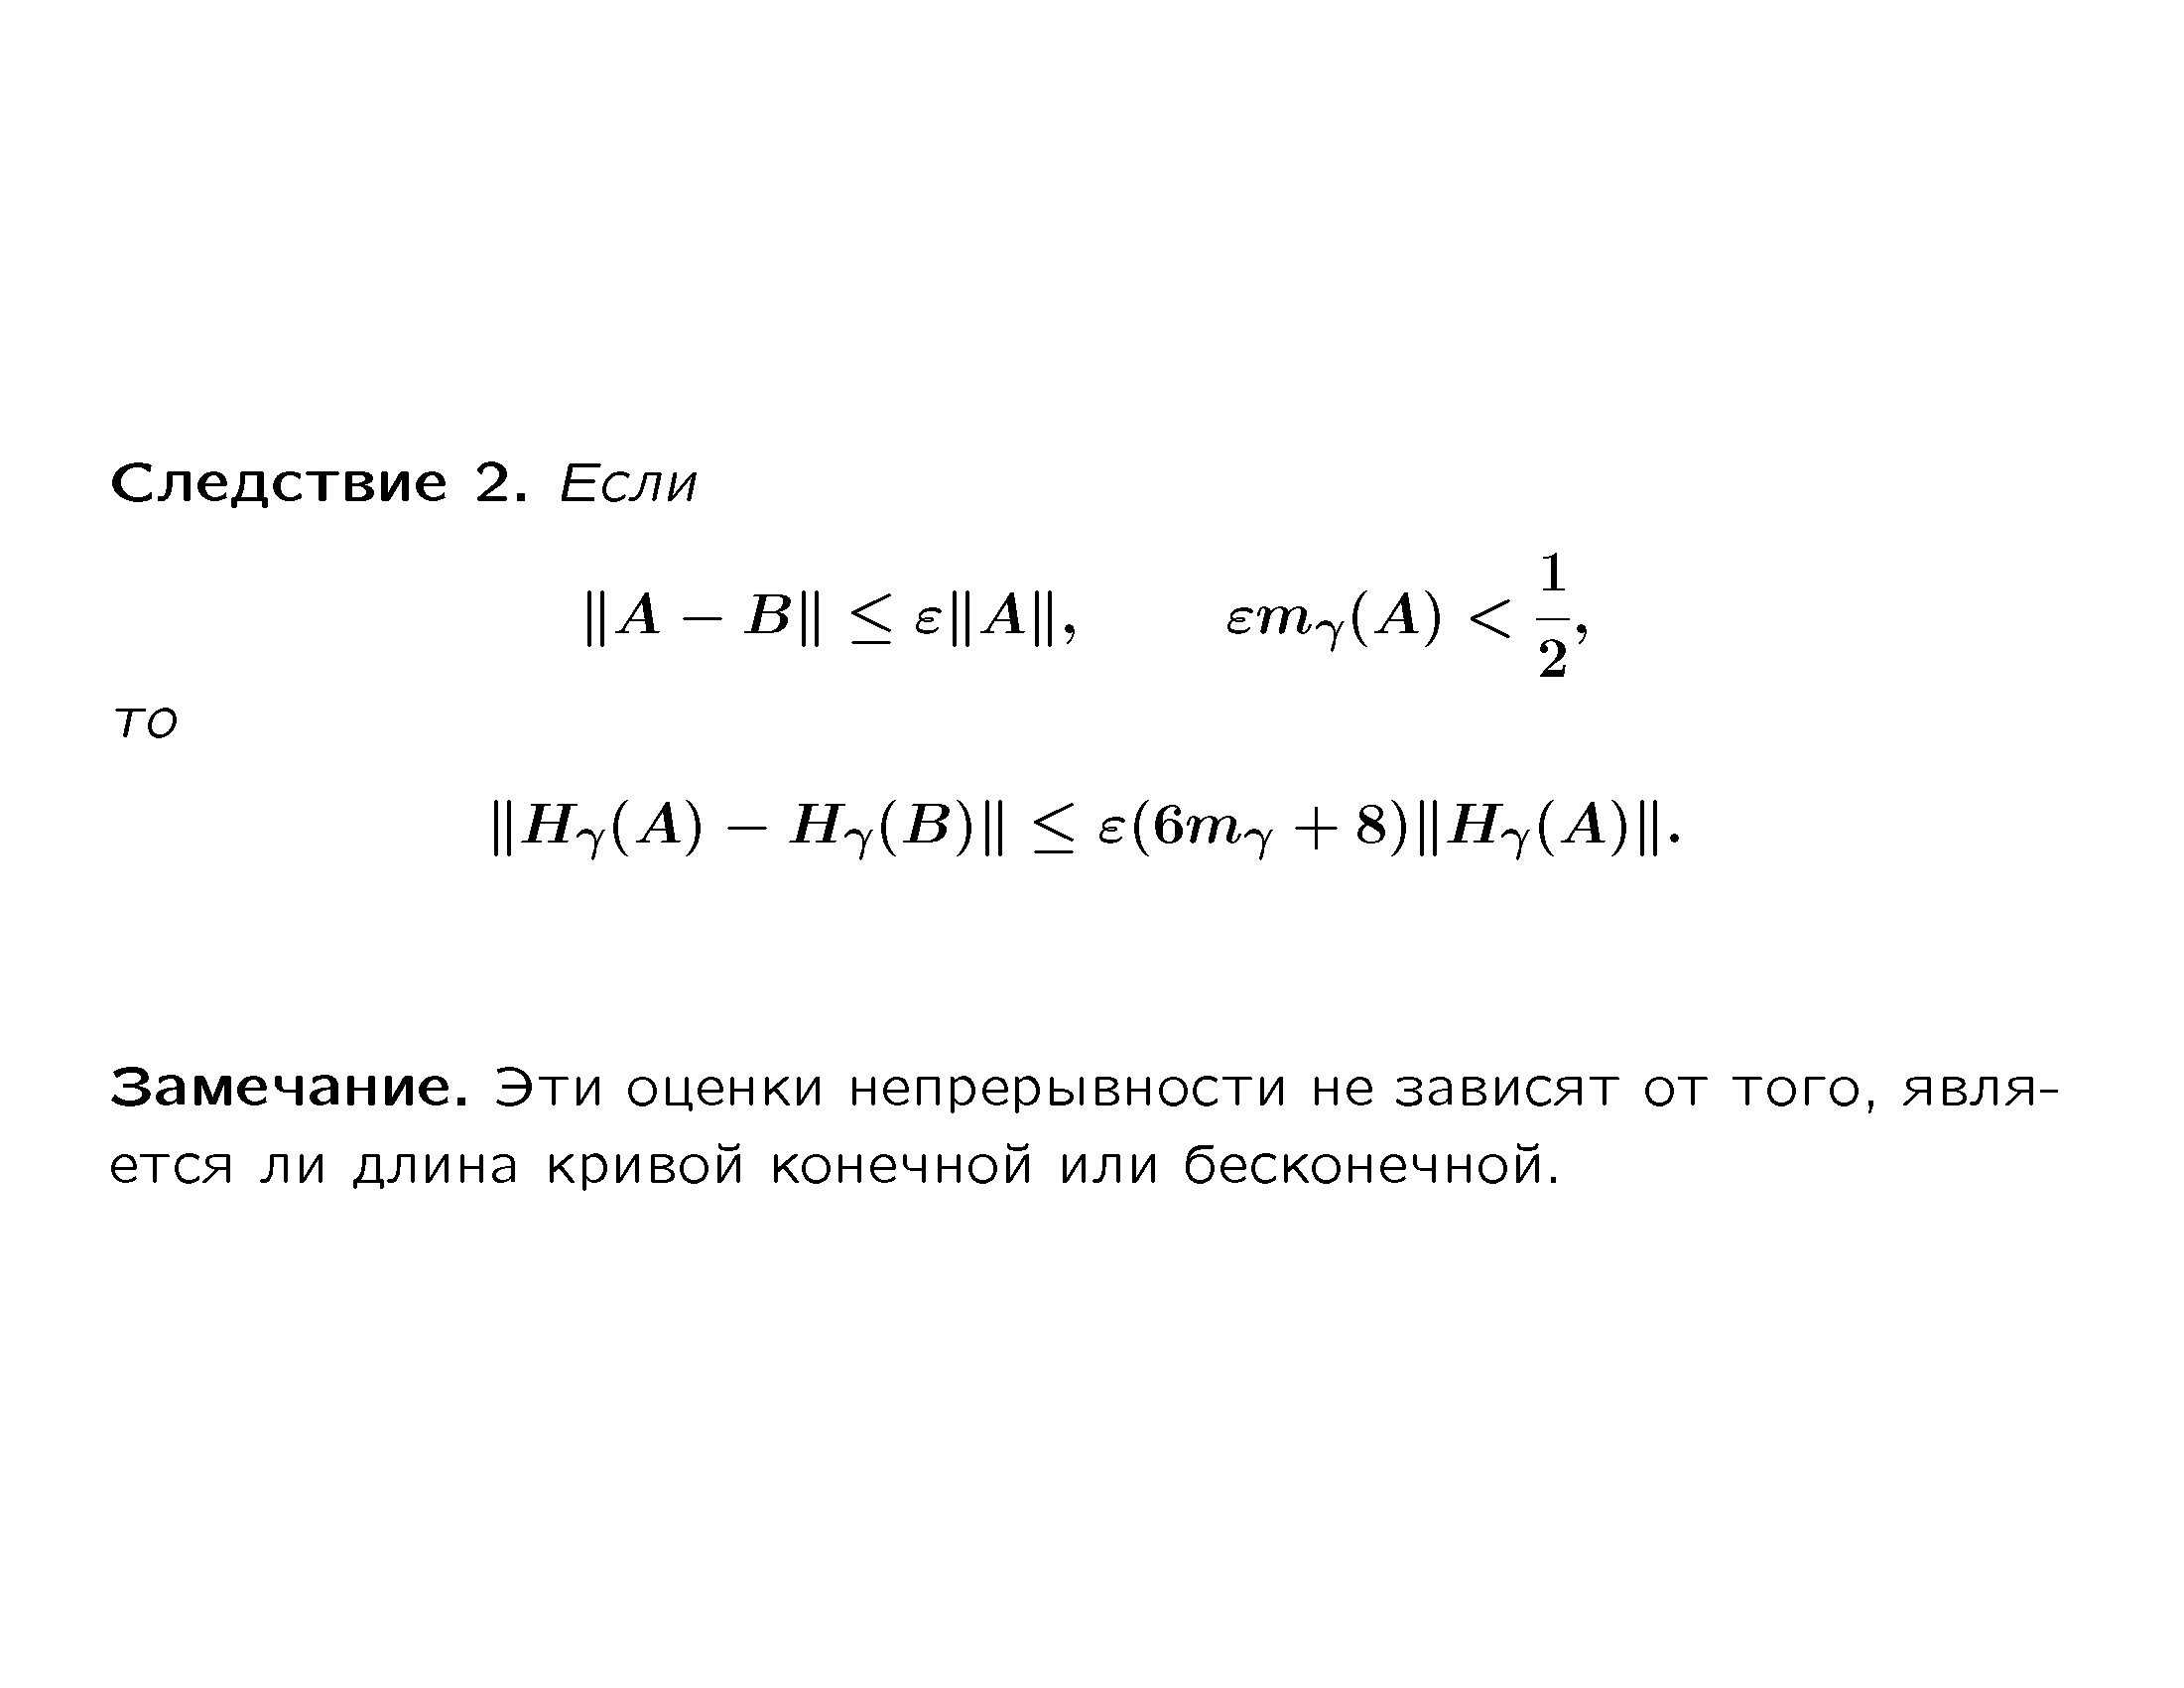 Следствие 2. Если
‖A − B‖ ≤ ε‖A‖, εm_γ(A) < 1/2,
то
‖H_γ(A) − H_γ(B)‖ ≤ ε(6m_γ + 8)‖H_γ(A)‖.
Замечание. Эти оценки непрерывности не зависят от того, явля-
ется ли длина кривой конечной или бесконечной.